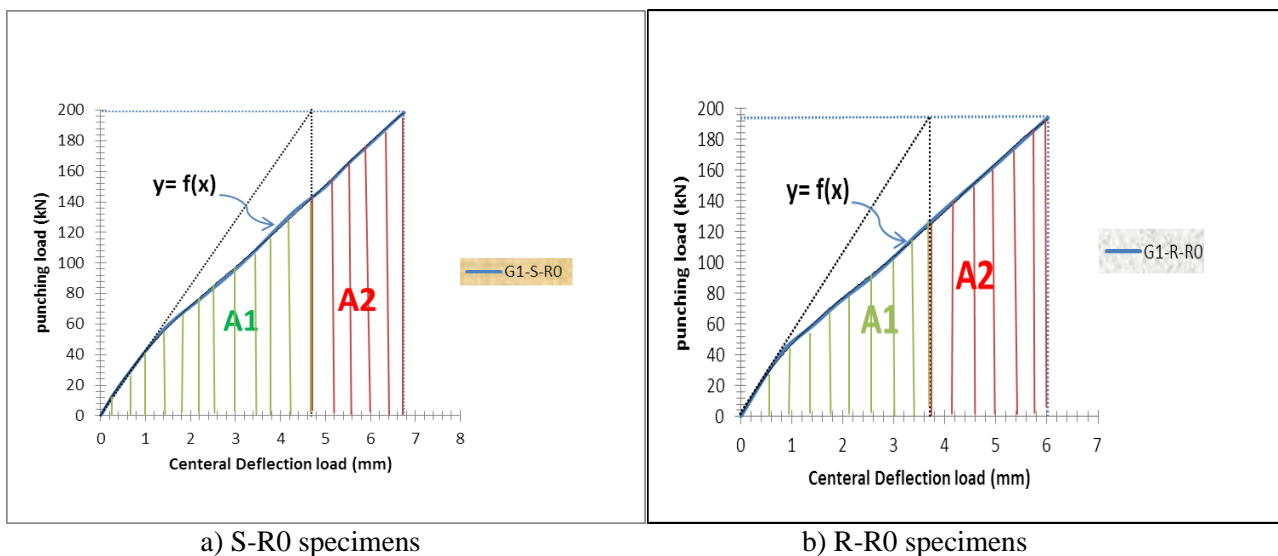 200
180
160
140
120
100
80
60
40
20
0
punching load (kN)
y= f(x)
A1
A2
G1-S-R0
0 1 2 3 4 5 6 7 8
Centeral Deflection load (mm)
a) S-R0 specimens
200
180
160
140
120
100
80
60
40
20
0
punching load (kN)
y= f(x)
A1
A2
G1-R-R0
0 1 2 3 4 5 6 7
Central Deflection load (mm)
b) R-R0 specimens